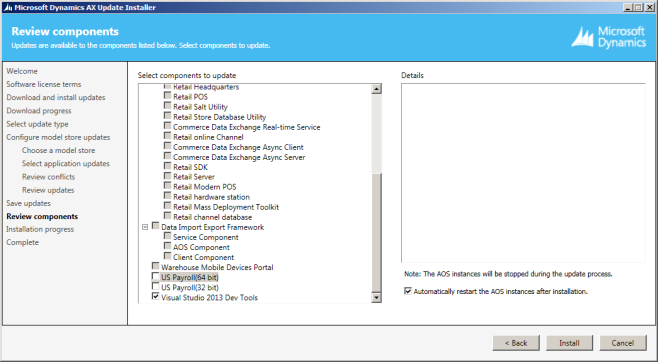 Microsoft Dynamics AX Update Installer
Review components
Updates are available to the components listed below. Select components to update.
Microsoft
Dynamics
Welcome
Software license terms
Download and install updates
Download progress
Select update type
Configure model store updates
Choose a model store
Select application updates
Review conflicts
Review updates
Save updates
Review components
Installation progress
Complete
Select components to update
Retail Headquarters
Retail POS
Retail Salt Utility
Retail Store Database Utility
Commerce Data Exchange Real-time Service
Retail online Channel
Commerce Data Exchange Async Client
Commerce Data Exchange Async Server
Retail SDK
Retail Server
Retail Modern POS
Retail hardware station
Retail Mass Deployment Toolkit
Retail channel database
Data Import Export Framework
Service Component
AOS Component
Client Component
Warehouse Mobile Devices Portal
US Payroll(64 bit)
US Payroll(32 bit)
Visual Studio 2013 Dev Tools
Details
Note: The AOS instances will be stopped during the update process.
Automatically restart the AOS instances after installation.
< Back
Install
Cancel